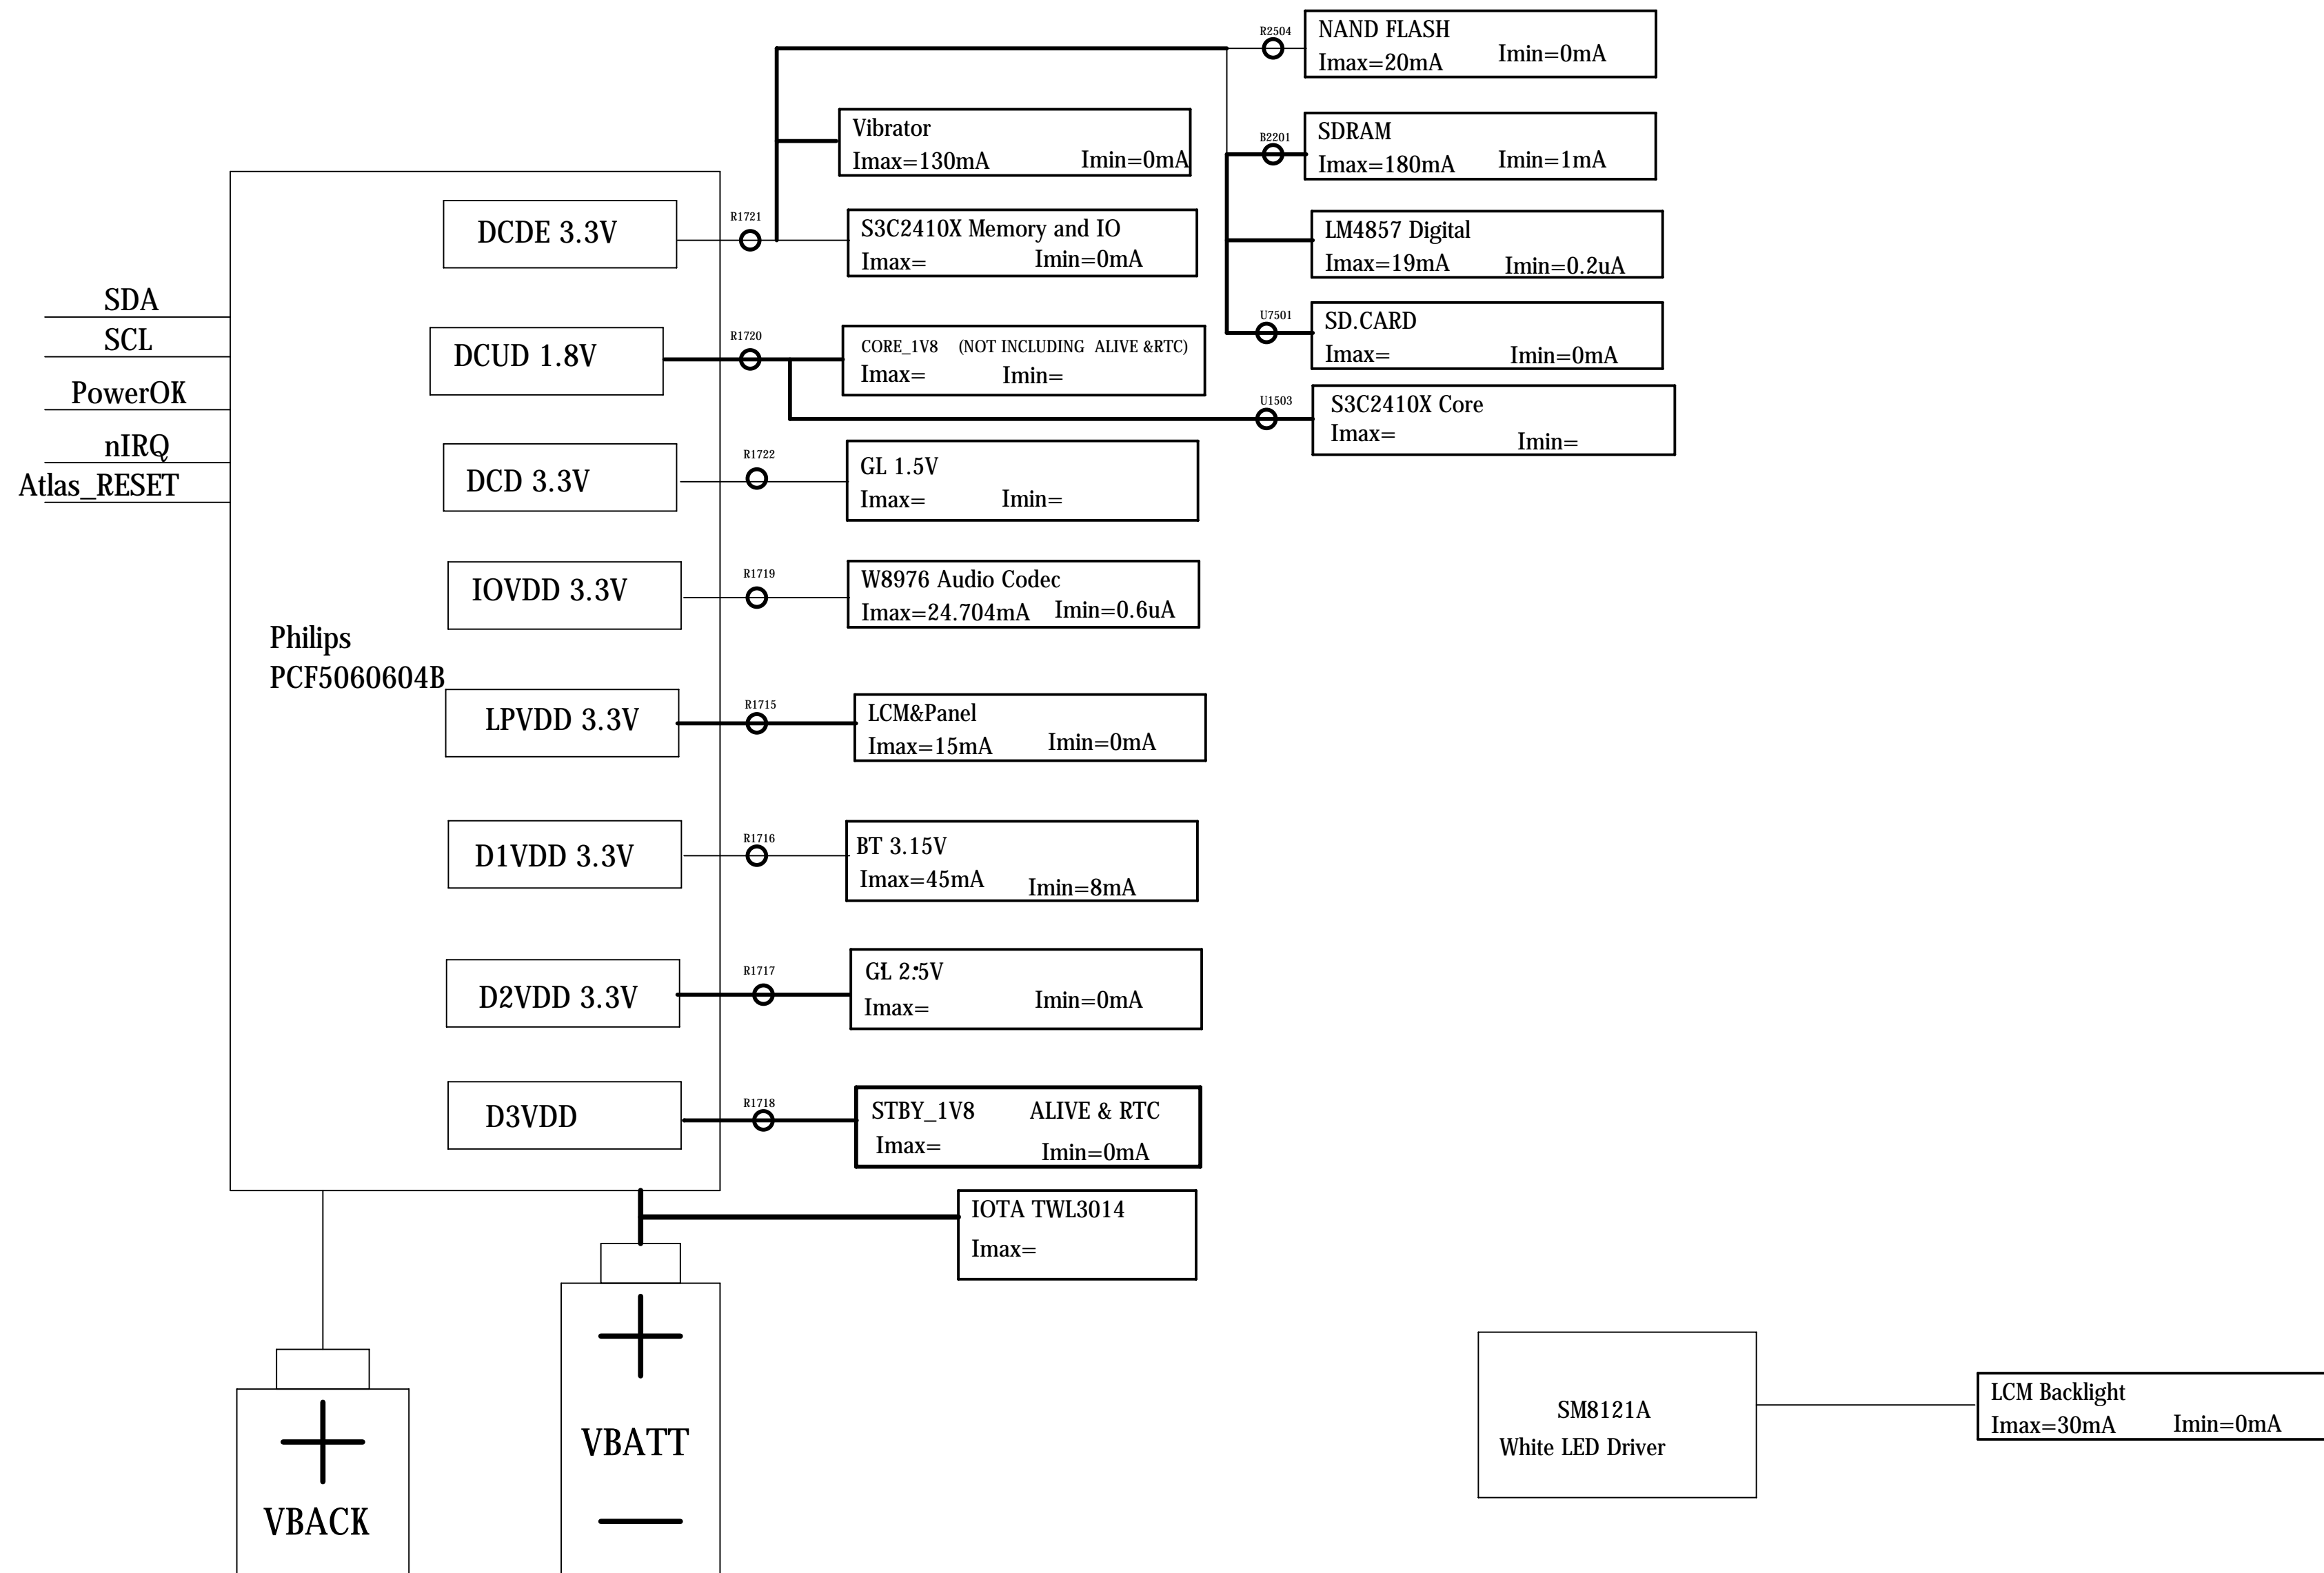 R2504
NAND FLASH
Imax=20mA Imin=0mA
Vibrator
Imax=130mA Imin=0mA
B2201
SDRAM
Imax=180mA Imin=1mA
DCDE 3.3V
R1721
S3C2410X Memory and IO
Imax= Imin=0mA
LM4857 Digital
Imax=19mA Imin=0.2uA
SDA
SCL
PowerOK
nIRQ
Atlas_RESET
DCUD 1.8V
R1720
CORE_1V8 (NOT INCLUDING ALIVE &RTC)
Imax= Imin=
U7501
SD.CARD
Imax= Imin=0mA
U1503
S3C2410X Core
Imax= Imin=
DCD 3.3V
R1722
GL 1.5V
Imax= Imin=
IOVDD 3.3V
R1719
W8976 Audio Codec
Imax=24.704mA Imin=0.6uA
Philips
PCF5060604B
LPVDD 3.3V
R1715
LCM&Panel
Imax=15mA Imin=0mA
D1VDD 3.3V
R1716
BT 3.15V
Imax=45mA Imin=8mA
D2VDD 3.3V
R1717
GL 2.5V
Imax= Imin=0mA
D3VDD
R1718
STBY_1V8 ALIVE & RTC
Imax= Imin=0mA
IOTA TWL3014
Imax=
VBATT
VBACK
SM8121A
White LED Driver
LCM Backlight
Imax=30mA Imin=0mA